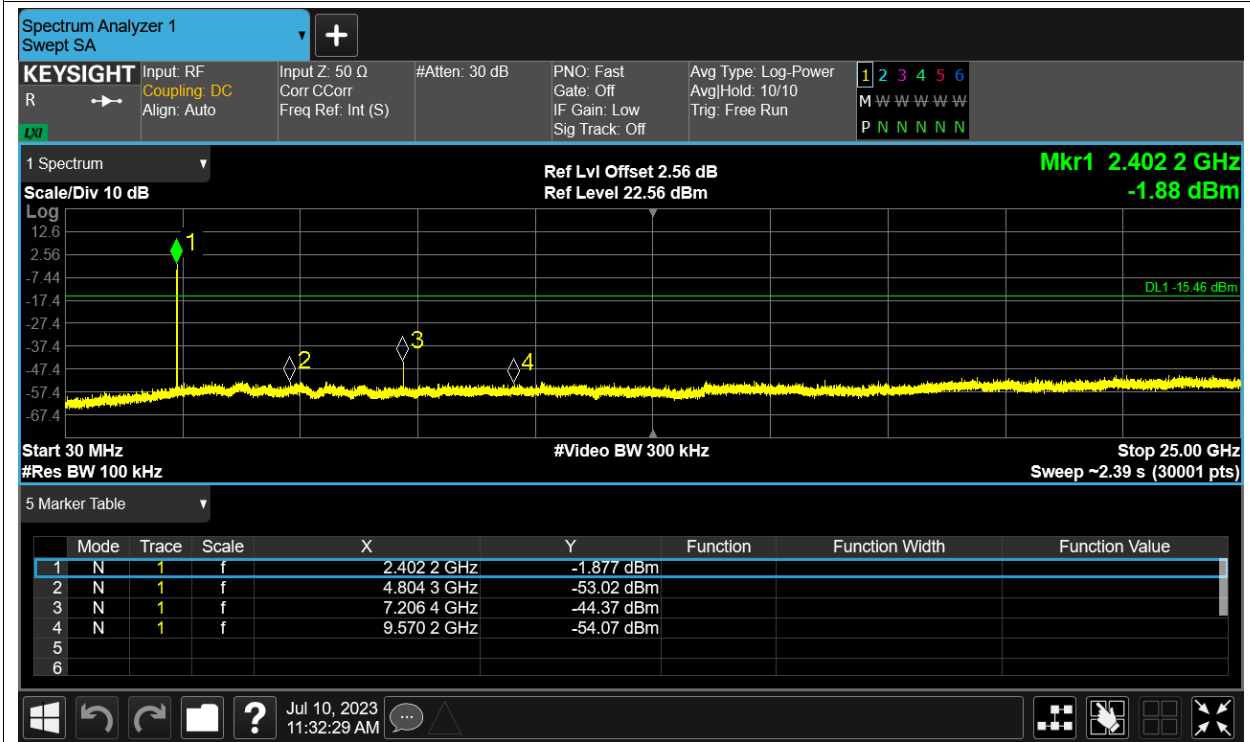 Spectrum Analyzer 1
Swept SA
+
KEYSIGHT
R
LXI
Input: RF
Coupling: DC
Align: Auto
Input Z: 50 Ω
Corr CCorr
Freq Ref: Int (S)
#Atten: 30 dB
PNO: Fast
Gate: Off
IF Gain: Low
Sig Track: Off
Avg Type: Log-Power
Avg|Hold: 10/10
Trig: Free Run
1 2 3 4 5 6
M W W W W W
P N N N N N
1 Spectrum
Scale/Div 10 dB
Ref Lvl Offset 2.56 dB
Ref Level 22.56 dBm
Mkr1 2.402 2 GHz
-1.88 dBm
Log
12.6
2.56
-7.44
-17.4
-27.4
-37.4
-47.4
-57.4
-67.4
1
2
3
4
DL1 -15.46 dBm
Start 30 MHz
#Video BW 300 kHz
Stop 25.00 GHz
#Res BW 100 kHz
Sweep ~2.39 s (30001 pts)
5 Marker Table
Mode Trace Scale X Y Function Function Width Function Value
1 N 1 f 2.402 2 GHz -1.877 dBm
2 N 1 f 4.804 3 GHz -53.02 dBm
3 N 1 f 7.206 4 GHz -44.37 dBm
4 N 1 f 9.570 2 GHz -54.07 dBm
5
6
?
Jul 10, 2023
11:32:29 AM